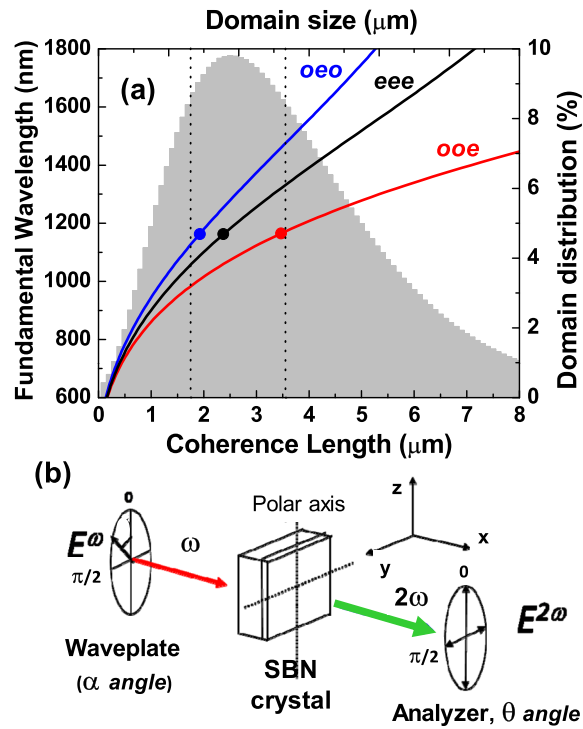 Domain size (μm)
1800
1600
1400
1200
1000
800
600
Fundamental Wavelength (nm)
(a)
oeo
eee
ooe
10
8
6
4
2
0
Domain distribution (%)
0 1 2 3 4 5 6 7 8
Coherence Length (μm)
(b)
0
E^ω
π/2
ω
Waveplate
(α angle)
Polar axis
SBN
crystal
z
x
y
2ω
0
E^2ω
π/2
Analyzer, θ angle